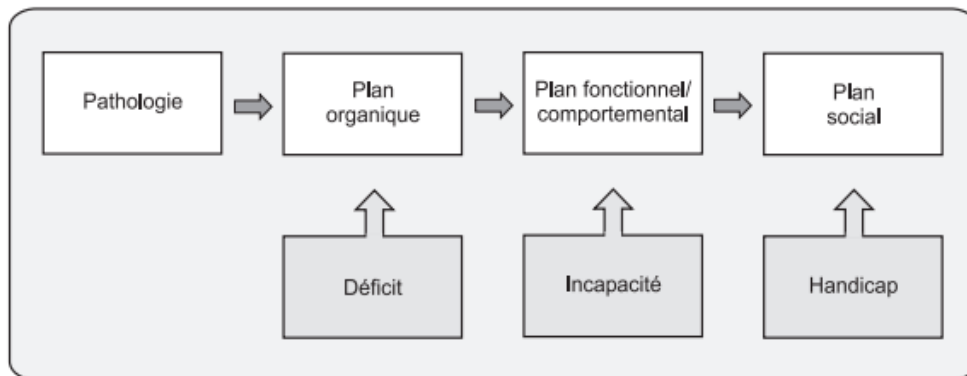 Pathologie
Plan
organique
Plan fonctionnel/
comportemental
Plan
social
Déficit
Incapacité
Handicap